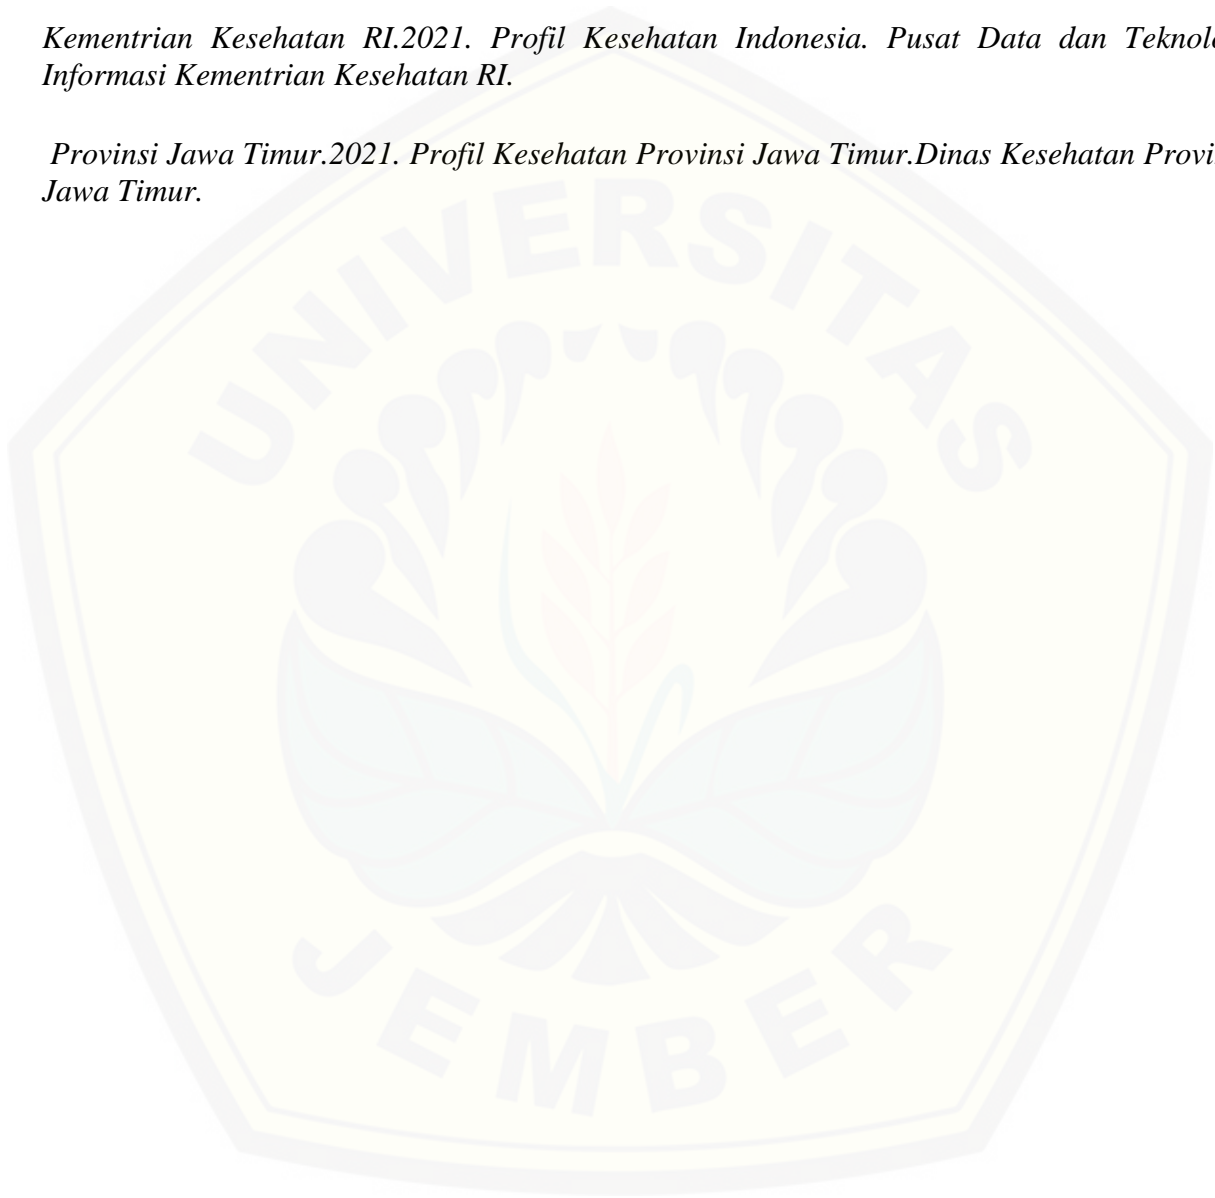 Kementrian Kesehatan RI.2021. Profil Kesehatan Indonesia. Pusat Data dan
Informasi Kementrian Kesehatan RI.
Provinsi Jawa Timur.2021. Profil Kesehatan Provinsi Jawa Timur.Dinas Kesehatan
Jawa Timur.
UNIVERSITAS
JEMBER